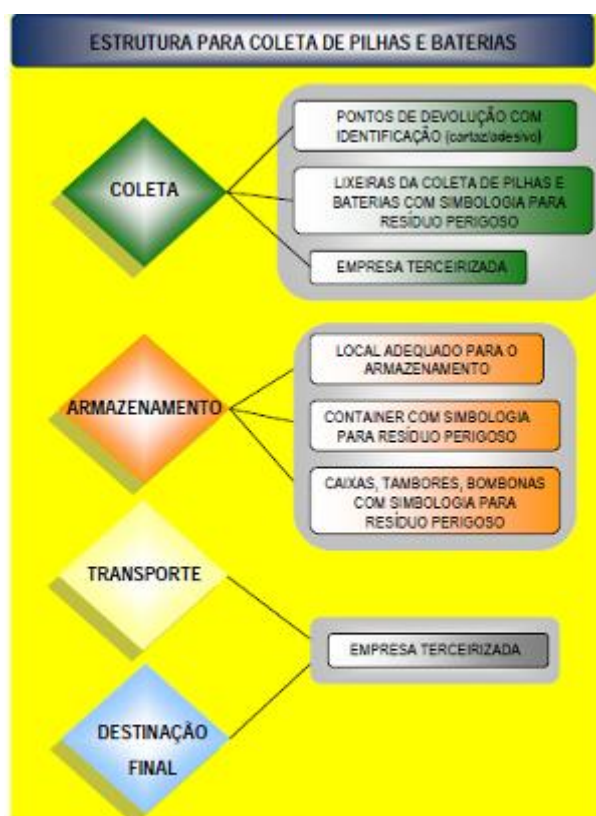 ESTRUTURA PARA COLETA DE PILHAS E BATERIAS
COLETA
PONTOS DE DEVOLUÇÃO COM
IDENTIFICAÇÃO (cartaz/adesivo)
LIXEIRAS DA COLETA DE PILHAS E
BATERIAS COM SIMBOLOGIA PARA
RESÍDUO PERIGOSO
EMPRESA TERCEIRIZADA
ARMAZENAMENTO
LOCAL ADEQUADO PARA O
ARMAZENAMENTO
CONTAINER COM SIMBOLOGIA
PARA RESÍDUO PERIGOSO
CAIXAS, TAMBORES, BOMBONAS
COM SIMBOLOGIA PARA
RESÍDUO PERIGOSO
TRANSPORTE
EMPRESA TERCEIRIZADA
DESTINAÇÃO
FINAL